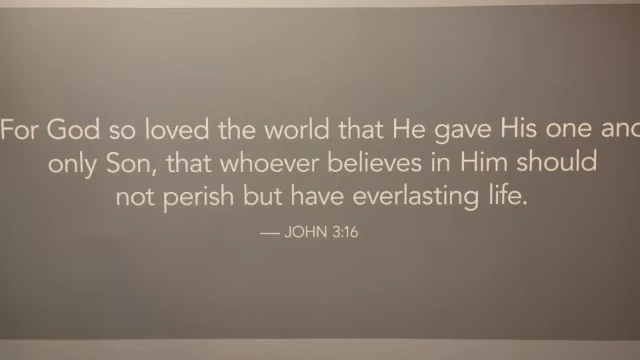 For God so loved the world that He gave His one and
only Son, that whoever believes in Him should
not perish but have everlasting life.
— JOHN 3:16